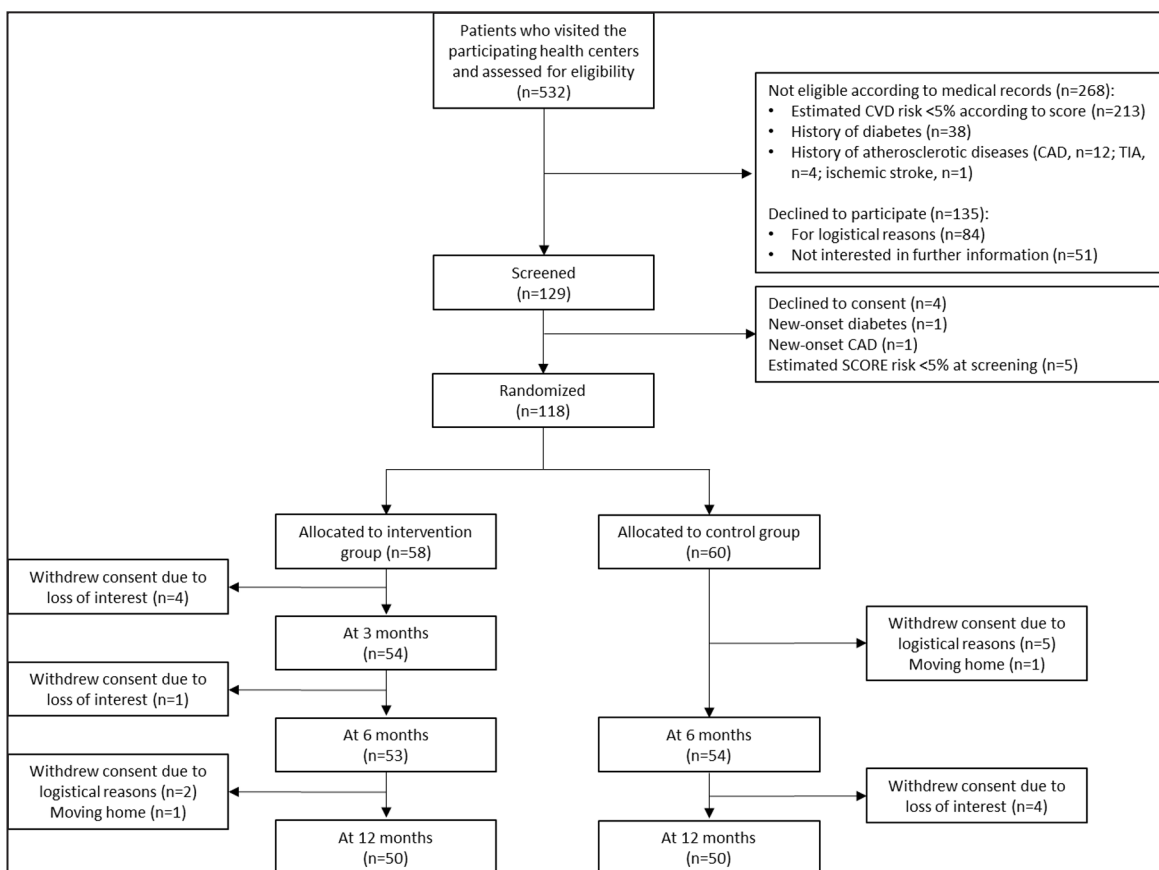 Patients who visited the
participating health centers
and assessed for eligibility
(n=532)
Not eligible according to medical records (n=268):
• Estimated CVD risk <5% according to score (n=213)
• History of diabetes (n=38)
• History of atherosclerotic diseases (CAD, n=12; TIA,
n=4; ischemic stroke, n=1)
Declined to participate (n=135):
• For logistical reasons (n=84)
• Not interested in further information (n=51)
Screened
(n=129)
Declined to consent (n=4)
New-onset diabetes (n=1)
New-onset CAD (n=1)
Estimated SCORE risk <5% at screening (n=5)
Randomized
(n=118)
Allocated to intervention
group (n=58)
Allocated to control group
(n=60)
Withdrew consent due to
loss of interest (n=4)
At 3 months
(n=54)
Withdrew consent due to
logistical reasons (n=5)
Moving home (n=1)
Withdrew consent due to
loss of interest (n=1)
At 6 months
(n=53)
At 6 months
(n=54)
Withdrew consent due to
logistical reasons (n=2)
Moving home (n=1)
Withdrew consent due to
loss of interest (n=4)
At 12 months
(n=50)
At 12 months
(n=50)